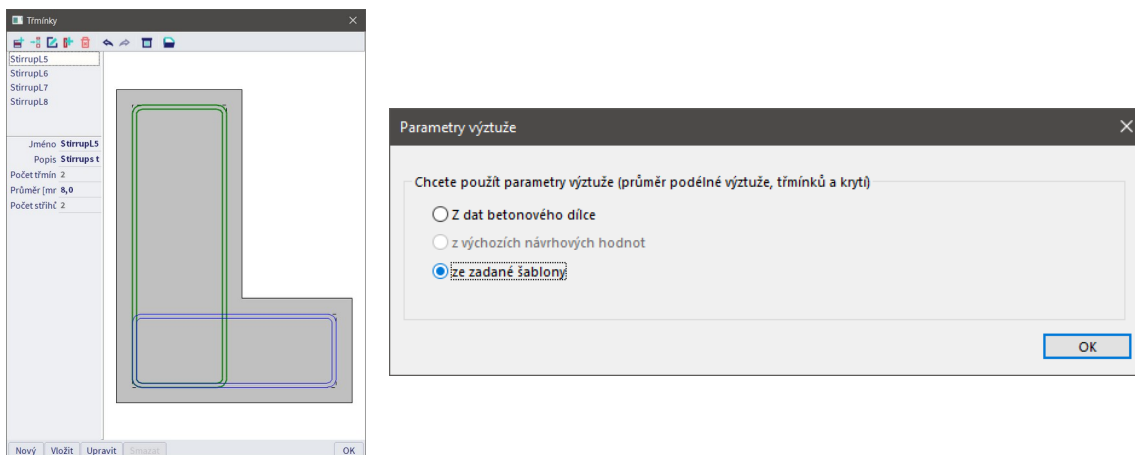 Třmínky
StirrupL5
StirrupL6
StirrupL7
StirrupL8
Jméno StirrupL5
Popis Stirrups t
Počet třmín 2
Průměr [mr 8,0
Počet střihč 2
Nový Vložit Upravit Smazat OK
Parametry výztuže
Chcete použít parametry výztuže (průměr podélné výztuže, třmínků a krytí)
Z dat betonového dílce
z výchozích návrhových hodnot
ze zadané šablony
OK